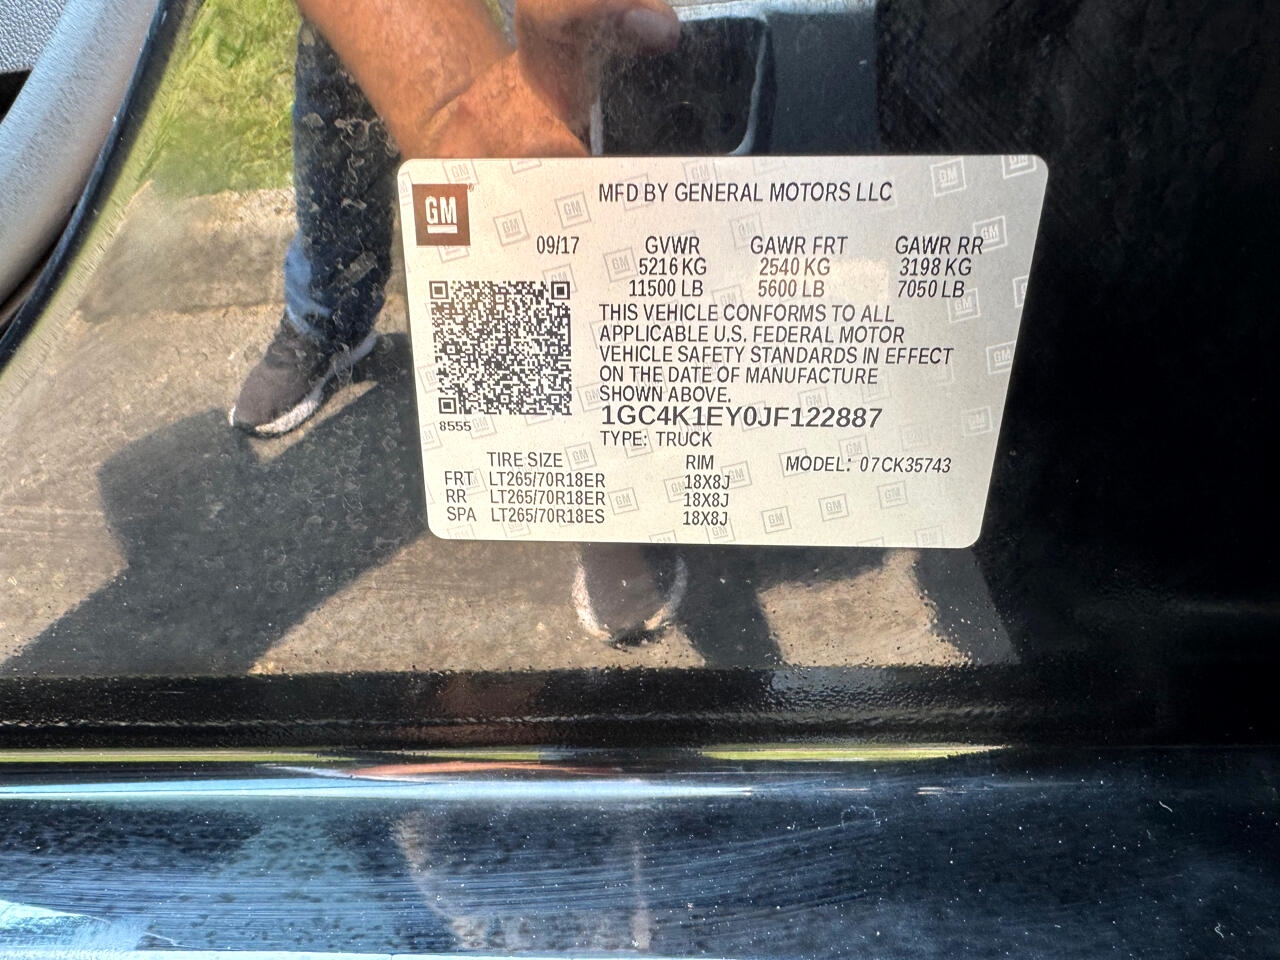 GM
MFD BY GENERAL MOTORS LLC
09/17 GVWR GAWR FRT GAWR RR
5216 KG 2540 KG 3198 KG
11500 LB 5600 LB 7050 LB
THIS VEHICLE CONFORMS TO ALL
APPLICABLE U.S. FEDERAL MOTOR
VEHICLE SAFETY STANDARDS IN EFFECT
ON THE DATE OF MANUFACTURE
SHOWN ABOVE.
8555
1GC4K1EY0JF122887
TYPE: TRUCK
TIRE SIZE RIM MODEL: 07CK35743
FRT LT265/70R18ER 18X8J
RR LT265/70R18ER 18X8J
SPA LT265/70R18ES 18X8J